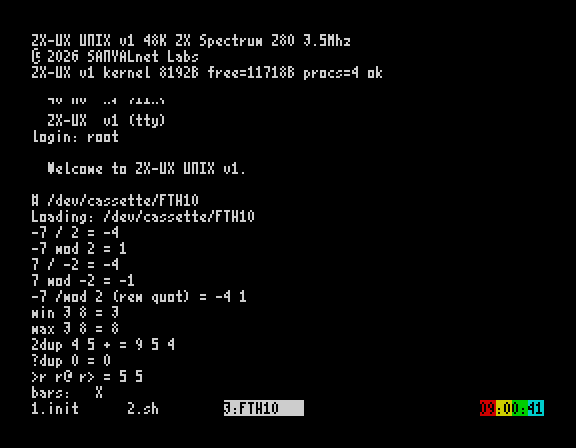 ZX-UX UNIX v1 48K ZX Spectrum Z80 3.5Mhz
© 2026 SANYALnet Labs
ZX-UX v1 kernel 8192B free=11718B procs=4 ok
ZX-UX v1 (tty)
login: root
Welcome to ZX-UX UNIX v1.
# /dev/cassette/FTH10
Loading: /dev/cassette/FTH10
-7 / 2 = -4
-7 mod 2 = 1
7 / -2 = -4
7 mod -2 = -1
-7 /mod 2 (rem quot) = -4 1
min 3 8 = 3
max 3 8 = 8
2dup 4 5 + = 9 5 4
?dup 0 = 0
>r r@ r> = 5 5
bars: X
1.init 2.sh 3:FTH10 09:00:41